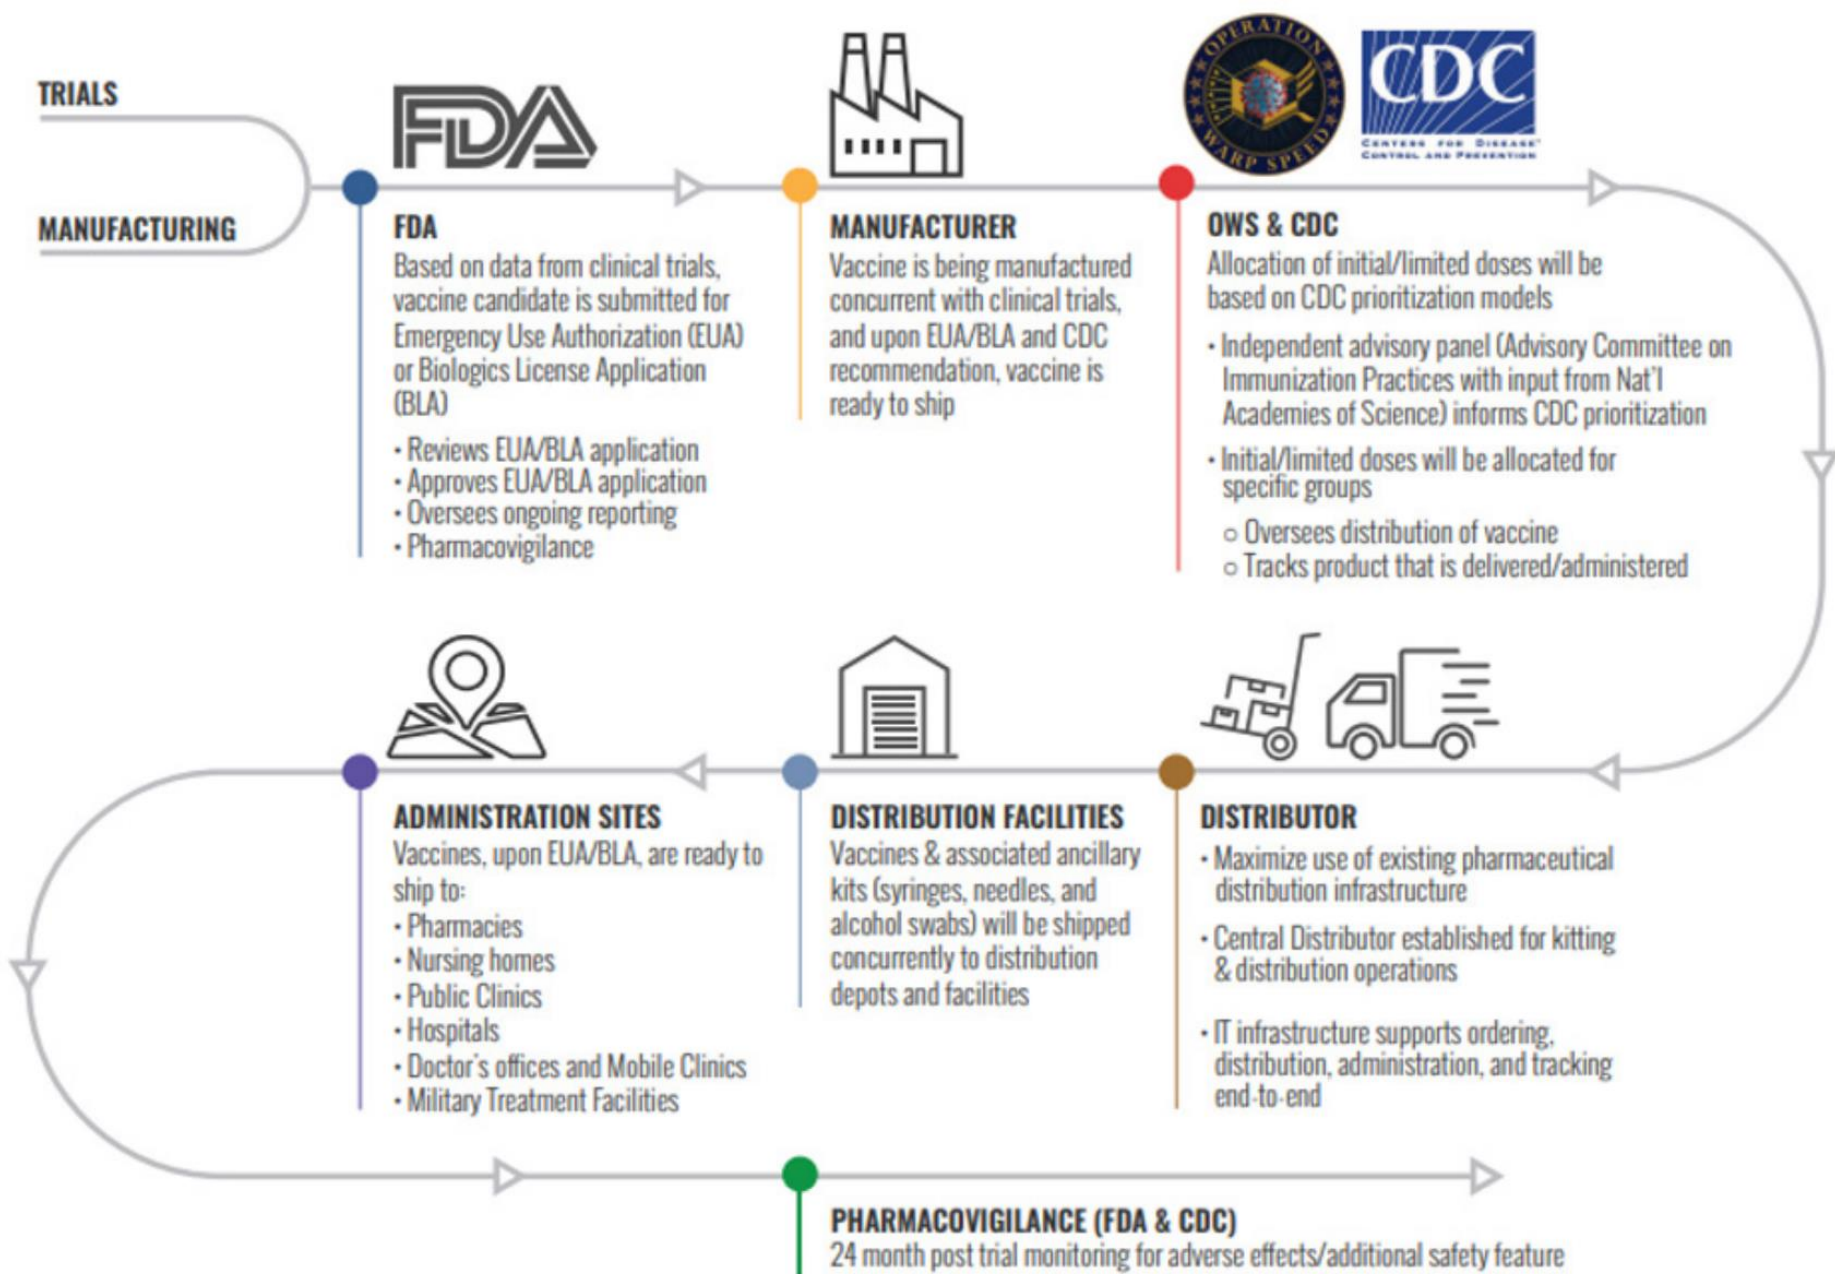 TRIALS
MANUFACTURING
FDA
FDA
Based on data from clinical trials,
vaccine candidate is submitted for
Emergency Use Authorization (EUA)
or Biologics License Application
(BLA)
• Reviews EUA/BLA application
• Approves EUA/BLA application
• Oversees ongoing reporting
• Pharmacovigilance
MANUFACTURER
Vaccine is being manufactured
concurrent with clinical trials,
and upon EUA/BLA and CDC
recommendation, vaccine is
ready to ship
OPERATION
WARP SPEED
CDC
CENTERS FOR DISEASE
CONTROL AND PREVENTION
OWS & CDC
Allocation of initial/limited doses will be
based on CDC prioritization models
• Independent advisory panel (Advisory Committee on
Immunization Practices with input from Nat'l
Academies of Science) informs CDC prioritization
• Initial/limited doses will be allocated for
specific groups
o Oversees distribution of vaccine
o Tracks product that is delivered/administered
DISTRIBUTOR
• Maximize use of existing pharmaceutical
distribution infrastructure
• Central Distributor established for kitting
& distribution operations
• IT infrastructure supports ordering,
distribution, administration, and tracking
end-to-end
DISTRIBUTION FACILITIES
Vaccines & associated ancillary
kits (syringes, needles, and
alcohol swabs) will be shipped
concurrently to distribution
depots and facilities
ADMINISTRATION SITES
Vaccines, upon EUA/BLA, are ready to
ship to:
• Pharmacies
• Nursing homes
• Public Clinics
• Hospitals
• Doctor's offices and Mobile Clinics
• Military Treatment Facilities
PHARMACOVIGILANCE (FDA & CDC)
24 month post trial monitoring for adverse effects/additional safety feature